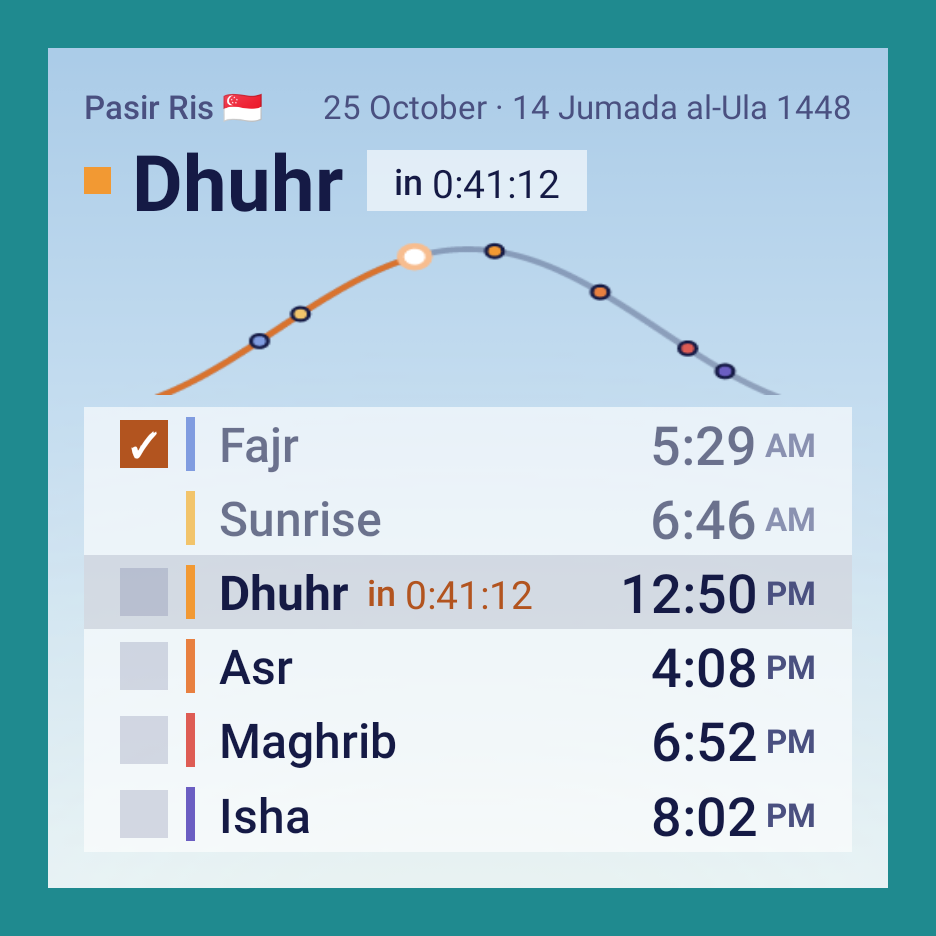 Pasir Ris 🇸🇬 25 October · 14 Jumada al-Ula 1448
Dhuhr in 0:41:12
✓ Fajr 5:29 AM
Sunrise 6:46 AM
Dhuhr in 0:41:12 12:50 PM
Asr 4:08 PM
Maghrib 6:52 PM
Isha 8:02 PM